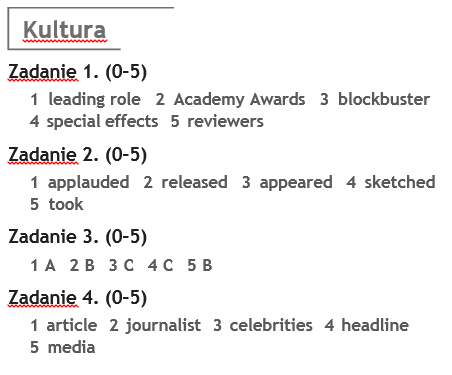 Kultura
Zadanie 1. (0–5)
1 leading role 2 Academy Awards 3 blockbuster
4 special effects 5 reviewers
Zadanie 2. (0–5)
1 applauded 2 released 3 appeared 4 sketched
5 took
Zadanie 3. (0–5)
1 A 2 B 3 C 4 C 5 B
Zadanie 4. (0–5)
1 article 2 journalist 3 celebrities 4 headline
5 media